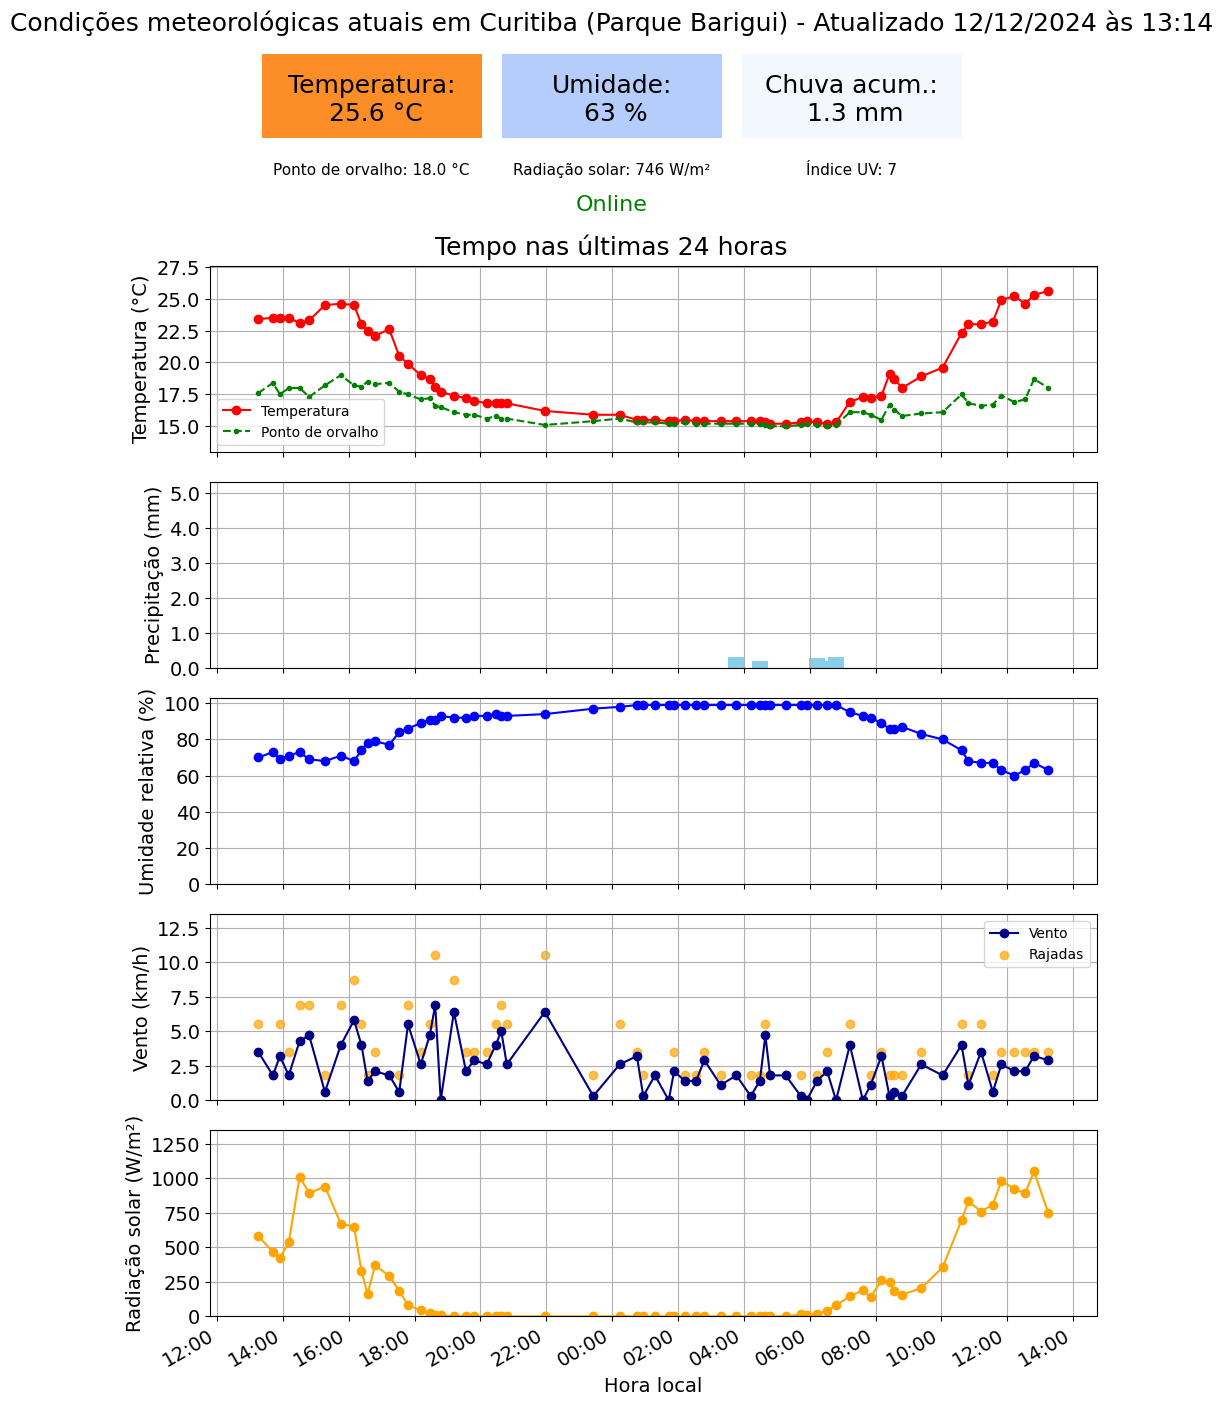 Condições meteorológicas atuais em Curitiba (Parque Barigui) - Atualizado 12/12/2024 às 13:14
Temperatura:
25.6 °C
Umidade:
63 %
Chuva acum.:
1.3 mm
Ponto de orvalho: 18.0 °C
Radiação solar: 746 W/m²
Índice UV: 7
Online
Tempo nas últimas 24 horas
Temperatura (°C)
27.5
25.0
22.5
20.0
17.5
15.0
Temperatura
Ponto de orvalho
Precipitação (mm)
5.0
4.0
3.0
2.0
1.0
0.0
Umidade relativa (%)
100
80
60
40
20
0
Vento (km/h)
12.5
10.0
7.5
5.0
2.5
0.0
Vento
Rajadas
Radiação solar (W/m²)
1250
1000
750
500
250
0
12:00
14:00
16:00
18:00
20:00
22:00
00:00
02:00
04:00
06:00
08:00
10:00
12:00
14:00
Hora local